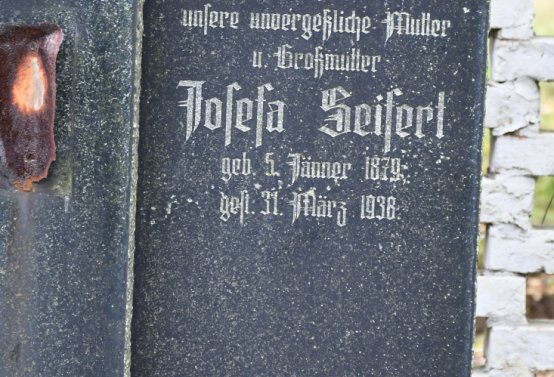 unsere unvergeßliche Mutter
u. Großmutter
Josefa Seifert
geb. 5. Jänner 1879,
gest. 31. März 1938.